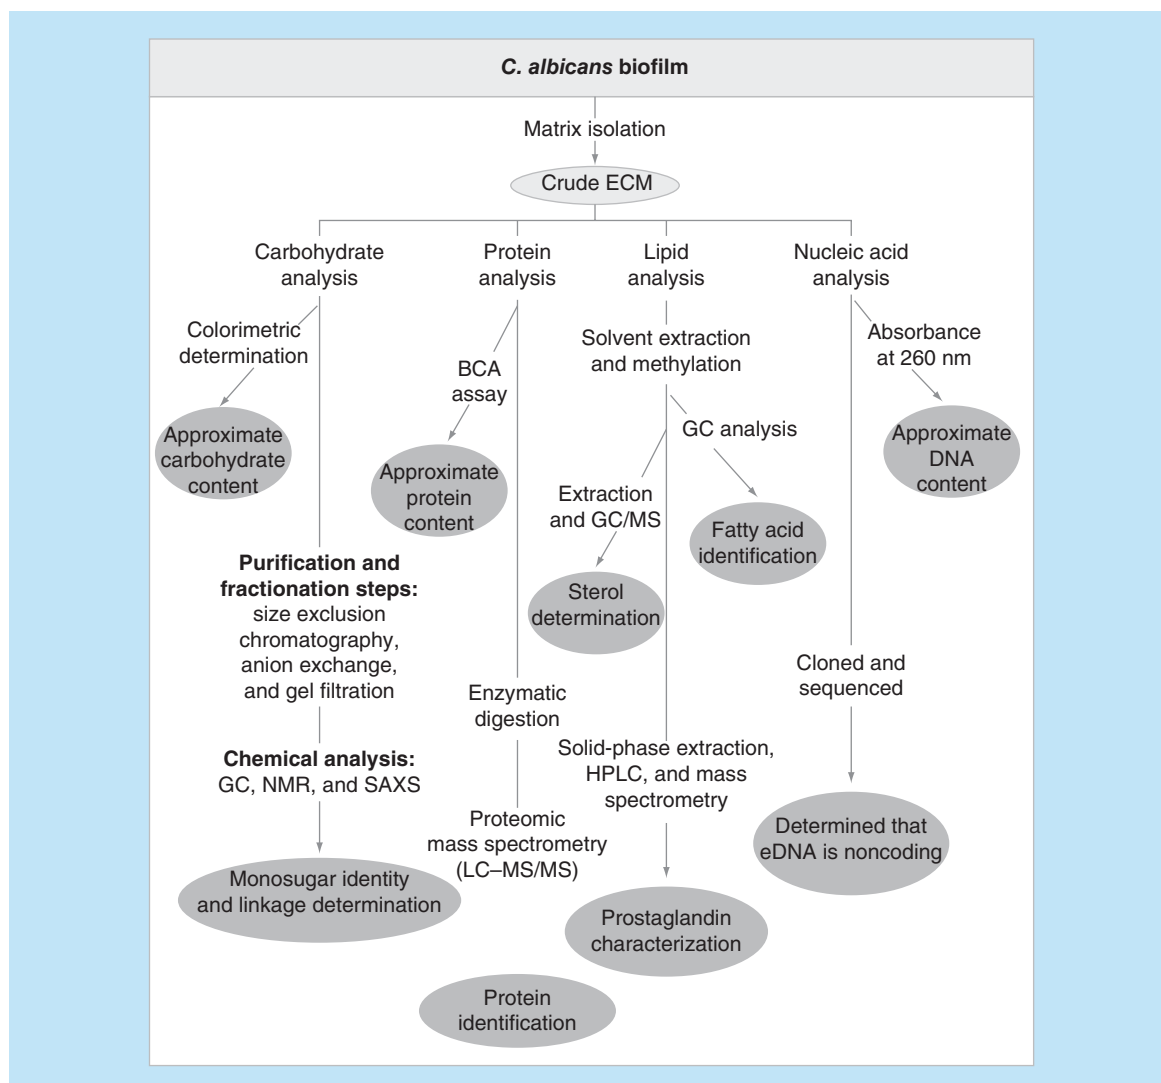 C. albicans biofilm
Matrix isolation
Crude ECM
Carbohydrate
analysis
Protein
analysis
Lipid
analysis
Nucleic acid
analysis
Colorimetric
determination
Approximate
carbohydrate
content
Purification and
fractionation steps:
size exclusion
chromatography,
anion exchange,
and gel filtration
Chemical analysis:
GC, NMR, and SAXS
Monosugar identity
and linkage determination
BCA
assay
Approximate
protein
content
Enzymatic
digestion
Proteomic
mass spectrometry
(LC–MS/MS)
Protein
identification
Solvent extraction
and methylation
GC analysis
Fatty acid
identification
Extraction
and GC/MS
Sterol
determination
Solid-phase extraction,
HPLC, and mass
spectrometry
Prostaglandin
characterization
Absorbance
at 260 nm
Approximate
DNA
content
Cloned and
sequenced
Determined that
eDNA is noncoding